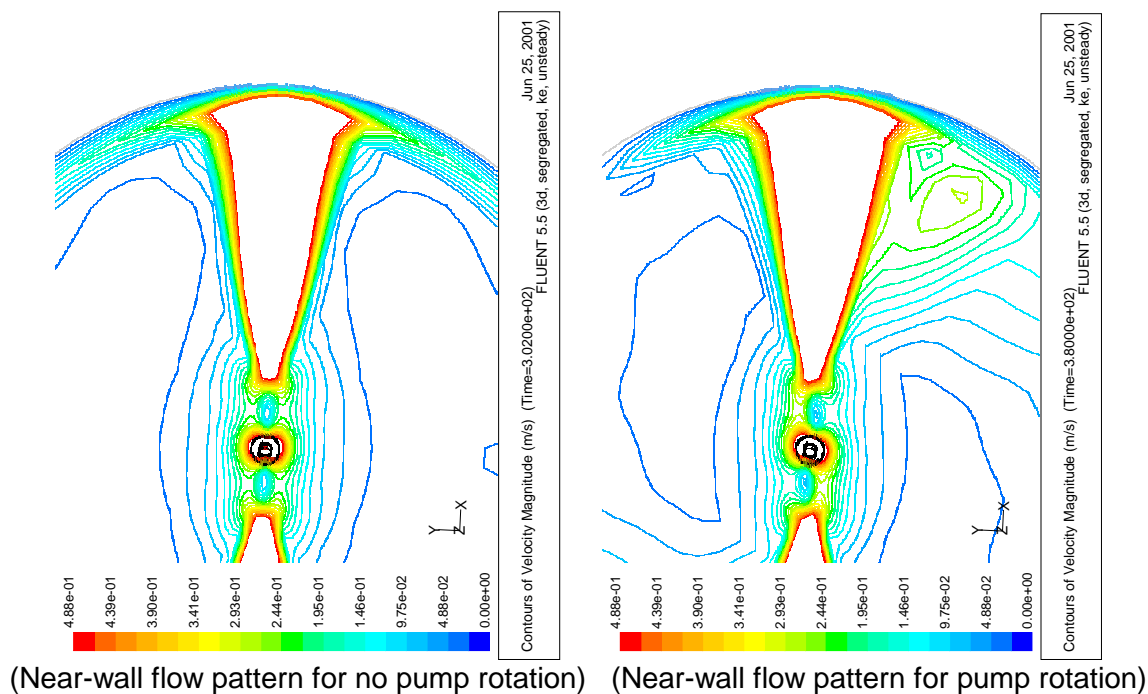 4.88e-01
4.39e-01
3.90e-01
3.41e-01
2.93e-01
2.44e-01
1.95e-01
1.46e-01
9.75e-02
4.88e-02
0.00e+00
Y
Z
X
Contours of Velocity Magnitude (m/s) (Time=3.0200e+02) Jun 25, 2001
FLUENT 5.5 (3d, segregated, ke, unsteady)
(Near-wall flow pattern for no pump rotation)
4.88e-01
4.39e-01
3.90e-01
3.41e-01
2.93e-01
2.44e-01
1.95e-01
1.46e-01
9.75e-02
4.88e-02
0.00e+00
Y
Z
X
Contours of Velocity Magnitude (m/s) (Time=3.8000e+02) Jun 25, 2001
FLUENT 5.5 (3d, segregated, ke, unsteady)
(Near-wall flow pattern for pump rotation)